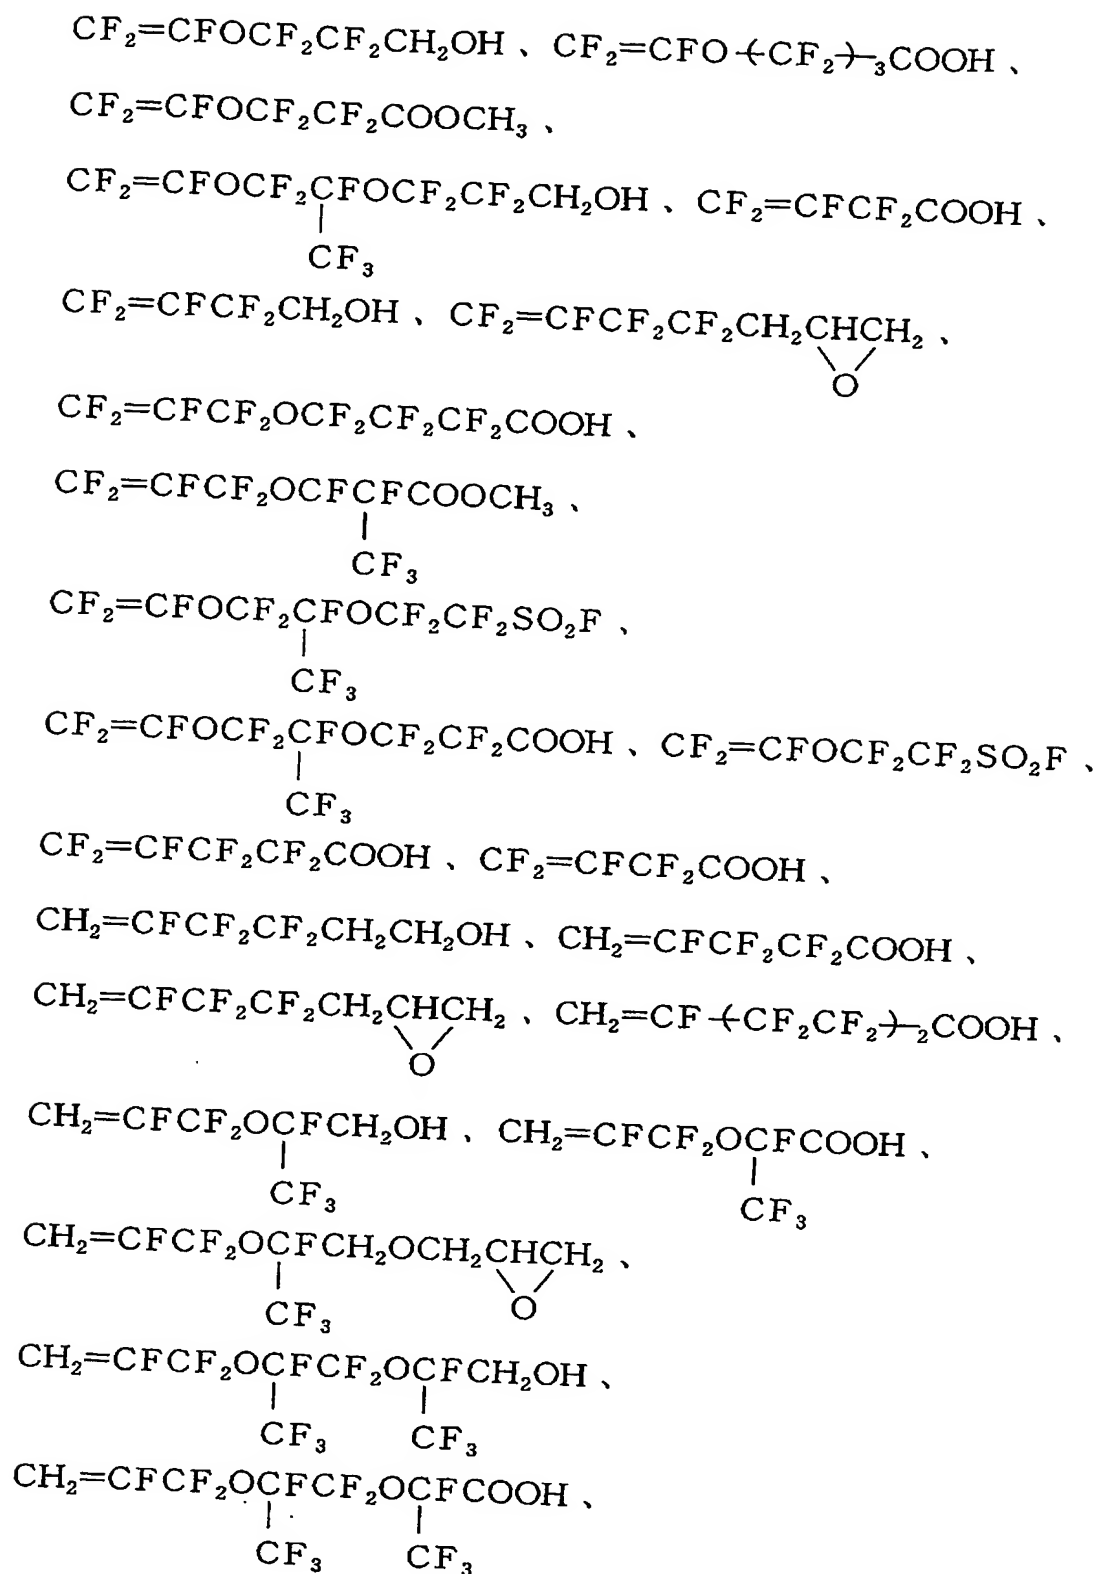 CF₂=CFOCF₂CF₂CH₂OH、CF₂=CFO-(CF₂)-₃COOH、
CF₂=CFOCF₂CF₂COOCH₃、
CF₂=CFOCF₂CFOCF₂CF₂CH₂OH、CF₂=CFCF₂COOH、
CF₃
CF₂=CFCF₂CH₂OH、CF₂=CFCF₂CF₂CH₂CHCH₂、
O
CF₂=CFCF₂OCF₂CF₂CF₂COOH、
CF₂=CFCF₂OCFCFCOOCH₃、
CF₃
CF₂=CFOCF₂CFOCF₂CF₂SO₂F、
CF₃
CF₂=CFOCF₂CFOCF₂CF₂COOH、CF₂=CFOCF₂CF₂SO₂F、
CF₃
CF₂=CFCF₂CF₂COOH、CF₂=CFCF₂COOH、
CH₂=CFCF₂CF₂CH₂CH₂OH、CH₂=CFCF₂CF₂COOH、
CH₂=CFCF₂CF₂CH₂CHCH₂、CH₂=CF-(CF₂CF₂)-₂COOH、
O
CH₂=CFCF₂OCFCH₂OH、CH₂=CFCF₂OCFCOOH、
CF₃ CF₃
CH₂=CFCF₂OCFCH₂OCH₂CHCH₂、
CF₃ O
CH₂=CFCF₂OCFCF₂OCFCH₂OH、
CF₃ CF₃
CH₂=CFCF₂OCFCF₂OCFCOOH、
CF₃ CF₃